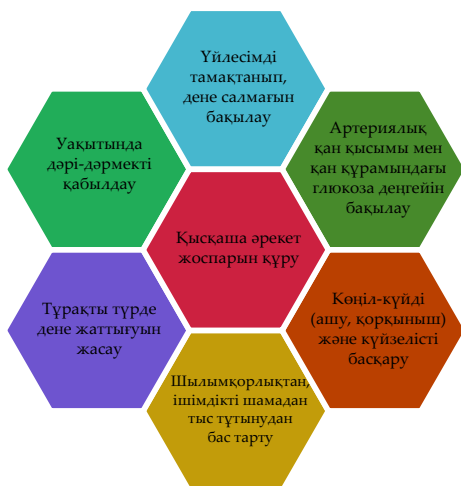 Үйлесімді
тамақтанып,
дене салмағын
бақылау
Уақытында
дәрі-дәрмекті
қабылдау
Артериялық
қан қысымы мен
қан құрамындағы
глюкоза деңгейін
бақылау
Қысқаша әрекет
жоспарын құру
Тұрақты түрде
дене жаттығуын
жасау
Көңіл-күйді
(ашу, қорқыныш)
және күйзелісті
басқару
Шылымқорлықтан,
ішімдікті шамадан
тыс тұтынудан
бас тарту